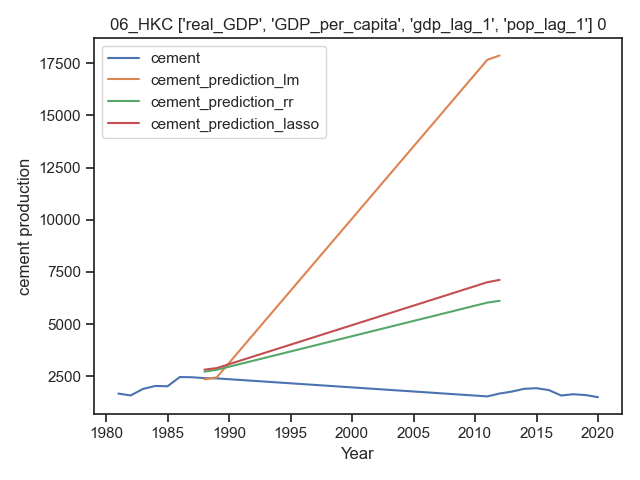 06_HKC ['real_GDP', 'GDP_per_capita', 'gdp_lag_1', 'pop_lag_1'] 0
cement
cement_prediction_lm
cement_prediction_rr
cement_prediction_lasso
17500
15000
12500
10000
7500
5000
2500
cement production
1980 1985 1990 1995 2000 2005 2010 2015 2020
Year